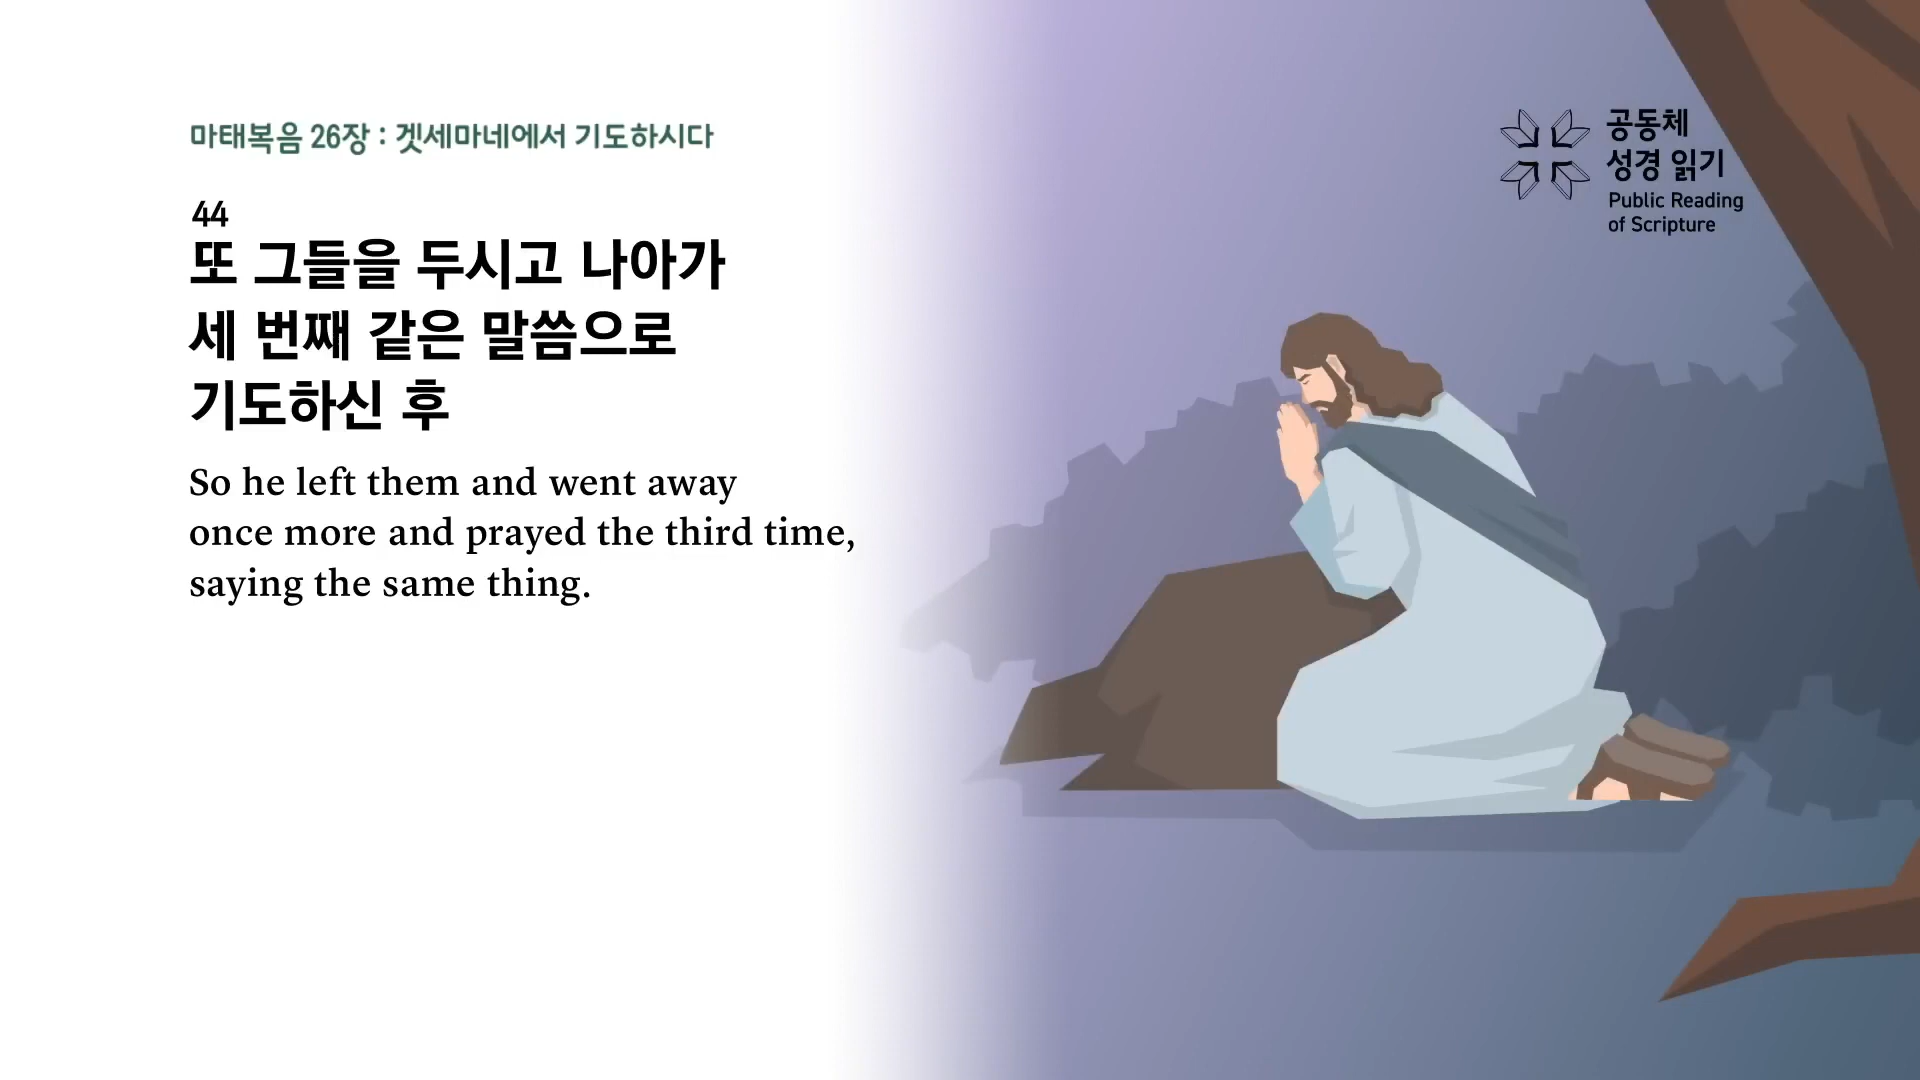 마태복음 26장 : 겟세마네에서 기도하시다
44
또 그들을 두시고 나아가
세 번째 같은 말씀으로
기도하신 후
So he left them and went away
once more and prayed the third time,
saying the same thing.
공동체
성경 읽기
Public Reading
of Scripture